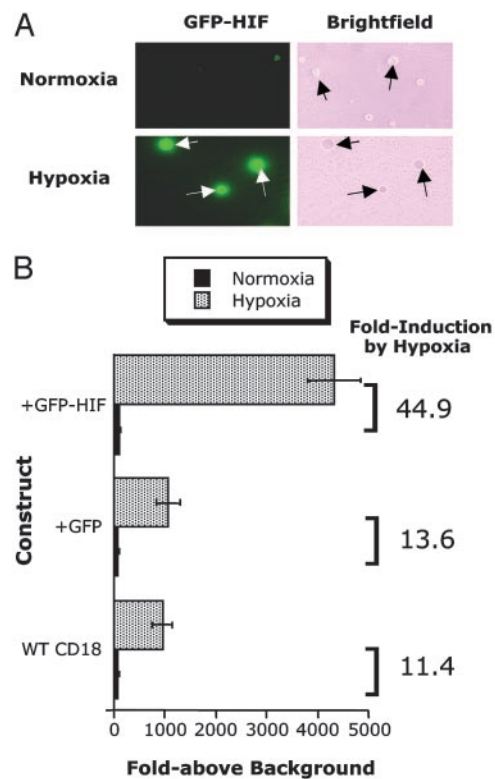 A
GFP-HIF
Brightfield
Normoxia
Hypoxia
B
Normoxia
Hypoxia
Fold-Induction
by Hypoxia
Construct
+GFP-HIF
44.9
+GFP
13.6
WT CD18
11.4
0 1000 2000 3000 4000 5000
Fold-above Background